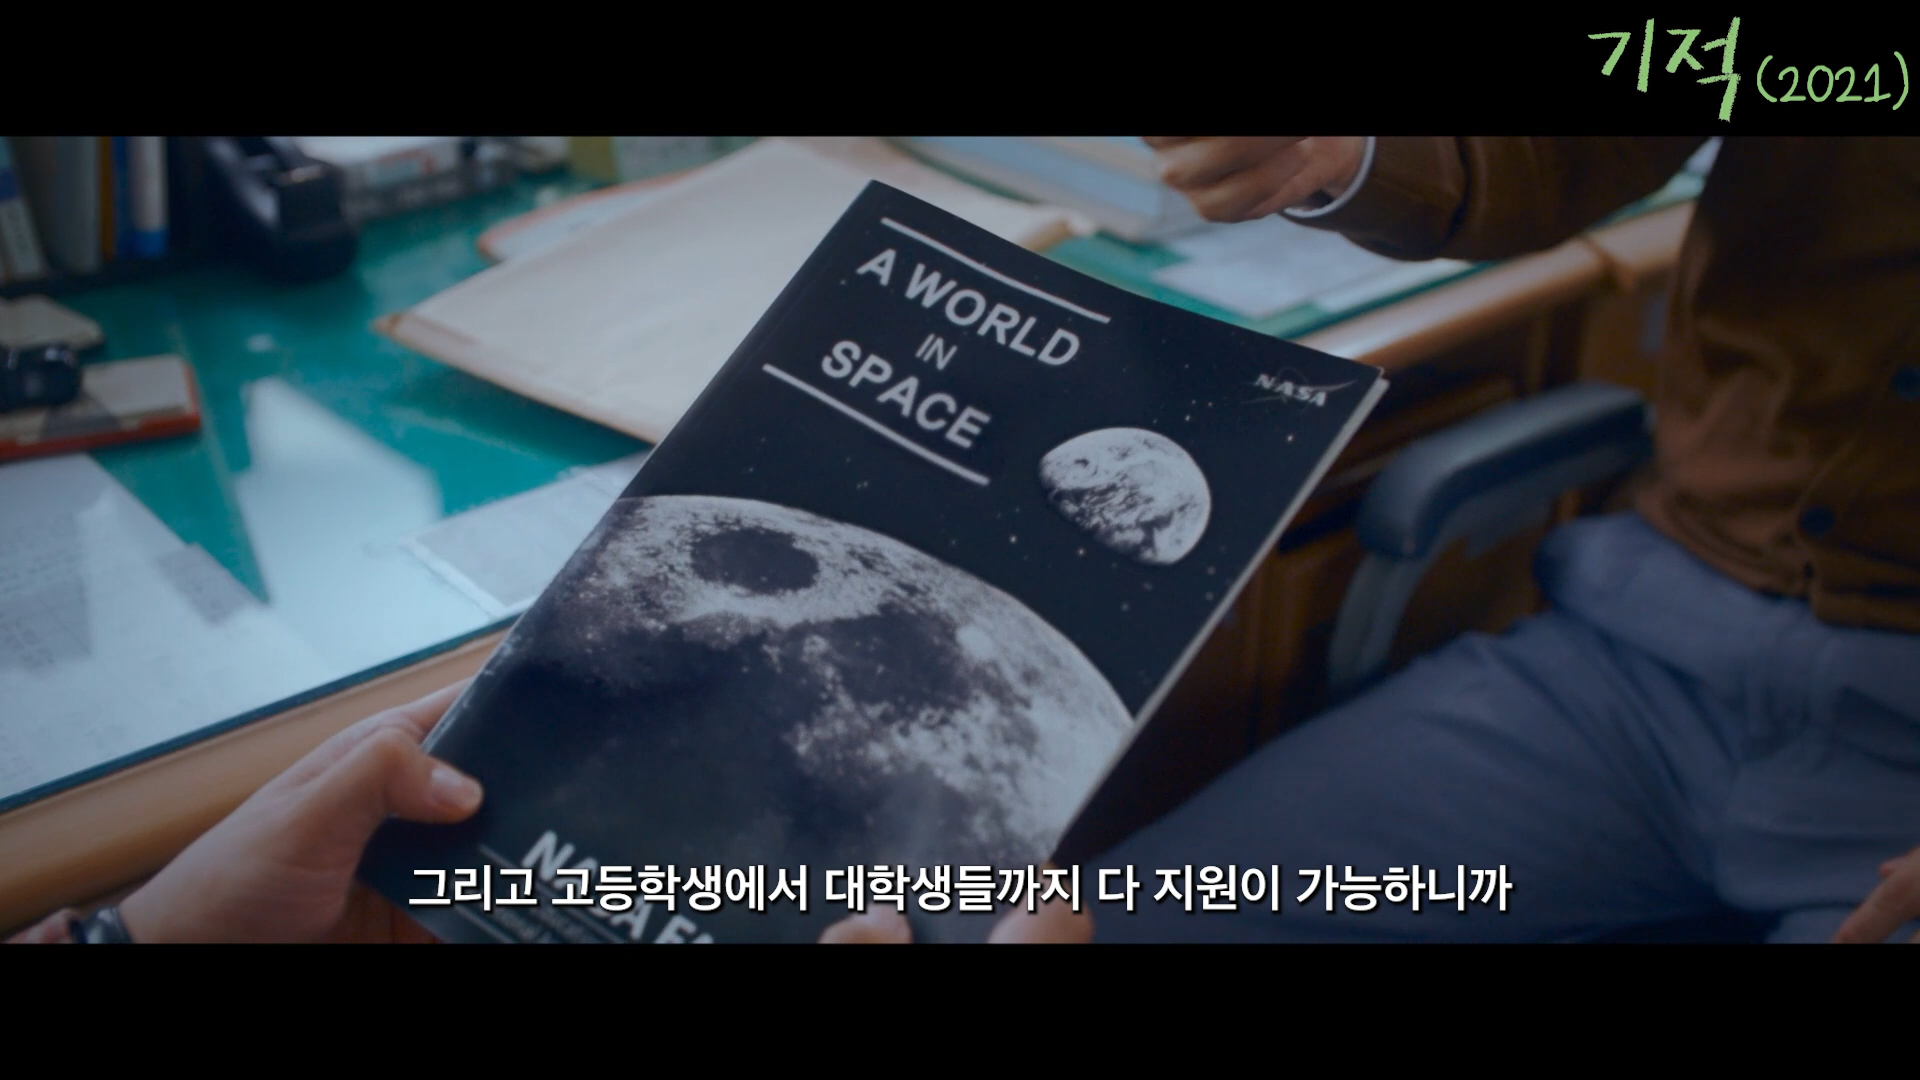 기적 (2021)
A WORLD
IN
SPACE
NASA
그리고 고등학생에서 대학생들까지 다 지원이 가능하니까